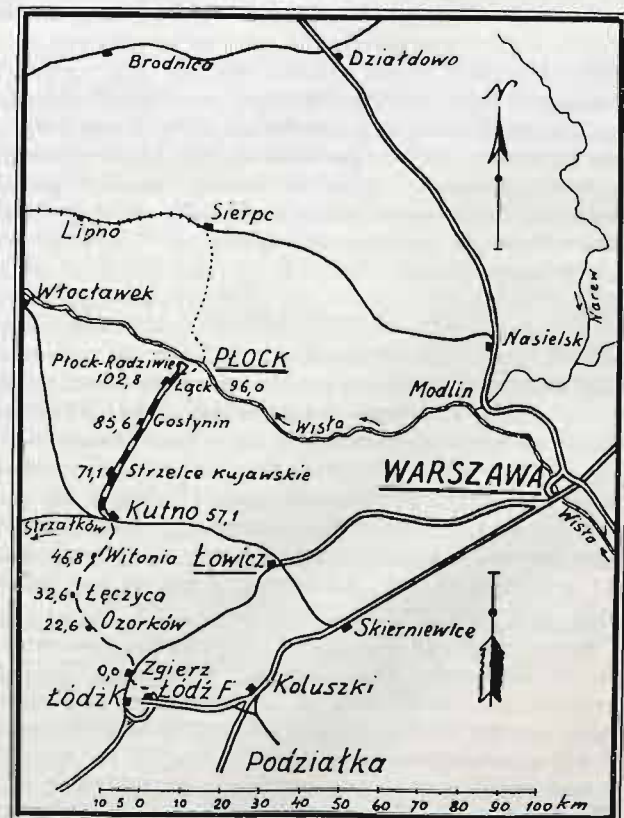 Brodnica
Działdowo
N
Lipno
Sierpc
Narew
Włocławek
Nasielsk
Płock-Radziwie
PŁOCK
102,8
Łąck
96,0
Modlin
85,6
Gostynin
Wisła
71,1
Strzelce Kujawskie
WARSZAWA
Strzałków
Kutno 57,1
Wisła
46,8
Witonia
ŁOWICZ
32,6
Łęczyca
22,6
Ozorków
Skierniewice
0,0
Zgierz
ŁÓDŹ K
ŁÓDŹ F
Koluszki
Podziałka
10 5 0 10 20 30 40 50 60 70 80 90 100 km